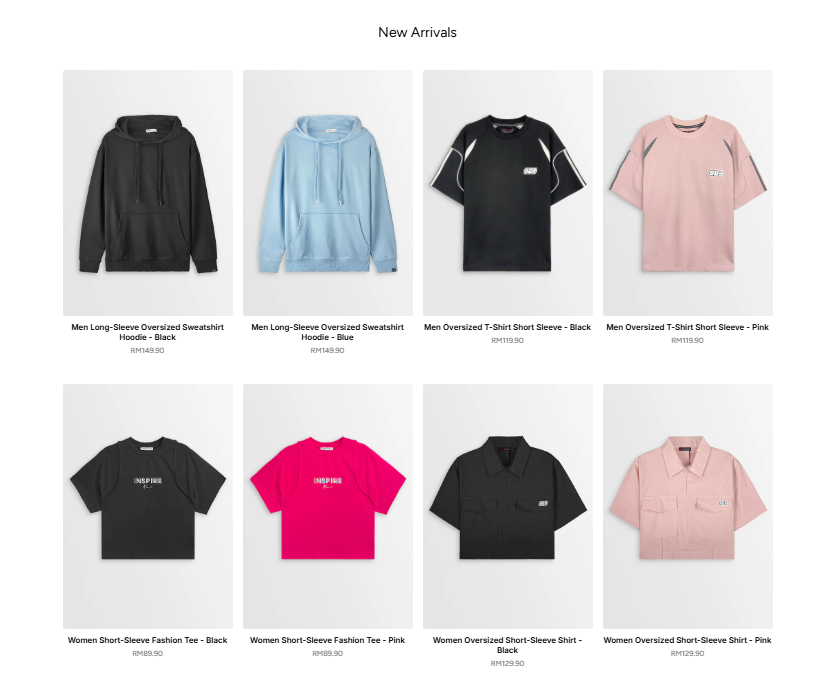 New Arrivals
Men Long-Sleeve Oversized Sweatshirt
Hoodie - Black
RM149.90
Men Long-Sleeve Oversized Sweatshirt
Hoodie - Blue
RM149.90
Men Oversized T-Shirt Short Sleeve - Black
RM119.90
Men Oversized T-Shirt Short Sleeve - Pink
RM119.90
INSPIRE
INSPIRE
Women Short-Sleeve Fashion Tee - Black
RM89.90
Women Short-Sleeve Fashion Tee - Pink
RM89.90
Women Oversized Short-Sleeve Shirt -
Black
RM129.90
Women Oversized Short-Sleeve Shirt - Pink
RM129.90